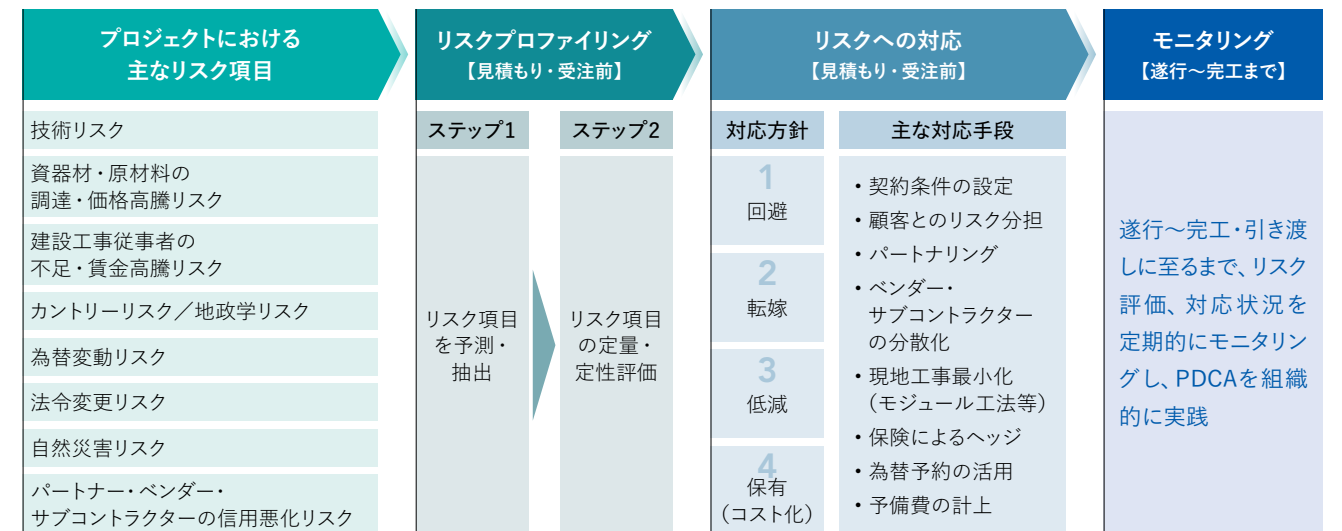 プロジェクトにおける
主なリスク項目
技術リスク
資器材・原材料の
調達・価格高騰リスク
建設工事従事者の
不足・賃金高騰リスク
カントリーリスク／地政学リスク
為替変動リスク
法令変更リスク
自然災害リスク
パートナー・ベンダー・
サブコントラクターの信用悪化リスク
リスクプロファイリング
【見積もり・受注前】
ステップ1
リスク項目
を予測・
抽出
ステップ2
リスク項目
の定量・
定性評価
リスクへの対応
【見積もり・受注前】
対応方針
1
回避
2
転嫁
3
低減
4
保有
（コスト化）
主な対応手段
・契約条件の設定
・顧客とのリスク分担
・パートナリング
・ベンダー・
サブコントラクター
の分散化
・現地工事最小化
（モジュール工法等）
・保険によるヘッジ
・為替予約の活用
・予備費の計上
モニタリング
【遂行〜完工まで】
遂行〜完工・引き渡
しに至るまで、リスク
評価、対応状況を
定期的にモニタリン
グし、PDCAを組織
的に実践